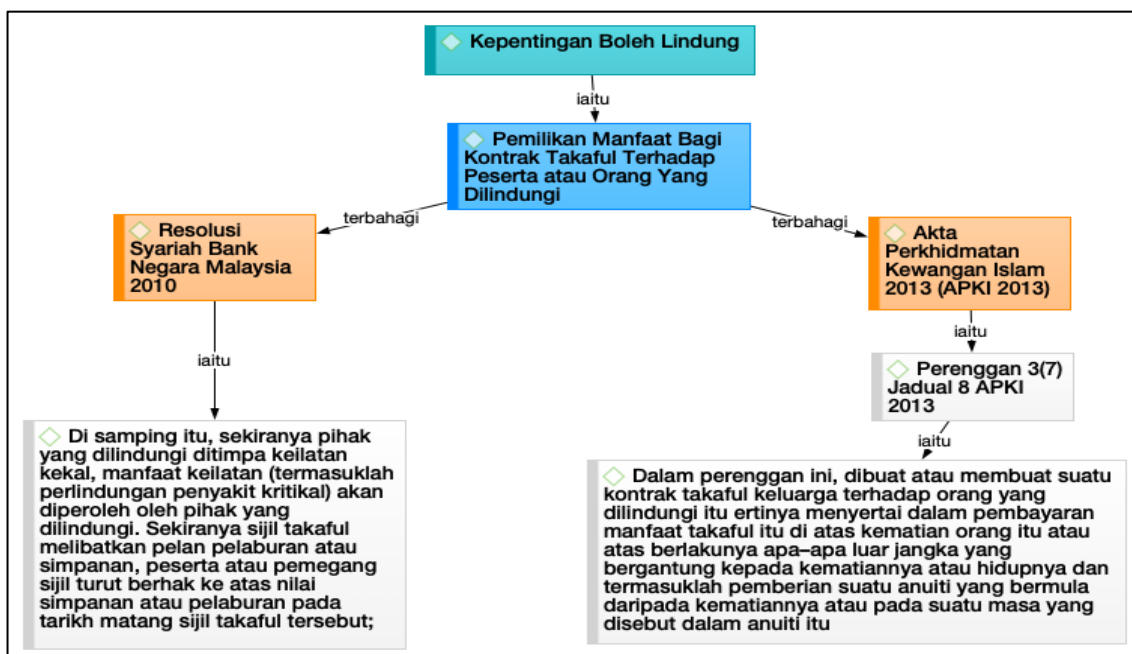 Kepentingan Boleh Lindung
iaitu
Pemilikan Manfaat Bagi
Kontrak Takaful Terhadap
Peserta atau Orang Yang
Dilindungi
terbahagi
terbahagi
Resolusi
Syariah Bank
Negara Malaysia
2010
Akta
Perkhidmatan
Kewangan Islam
2013 (APKI 2013)
iaitu
iaitu
Perenggan 3(7)
Jadual 8 APKI
2013
iaitu
Di samping itu, sekiranya pihak
yang dilindungi ditimpa keilatan
kekal, manfaat keilatan (termasuklah
perlindungan penyakit kritikal) akan
diperoleh oleh pihak yang
dilindungi. Sekiranya sijil takaful
melibatkan pelan pelaburan atau
simpanan, peserta atau pemegang
sijil turut berhak ke atas nilai
simpanan atau pelaburan pada
tarikh matang sijil takaful tersebut;
Dalam perenggan ini, dibuat atau membuat suatu
kontrak takaful keluarga terhadap orang yang
dilindungi itu ertinya menyertai dalam pembayaran
manfaat takaful itu di atas kematian orang itu atau
atas berlakunya apa–apa luar jangka yang
bergantung kepada kematiannya atau hidupnya dan
termasuklah pemberian suatu anuiti yang bermula
daripada kematiannya atau pada suatu masa yang
disebut dalam anuiti itu